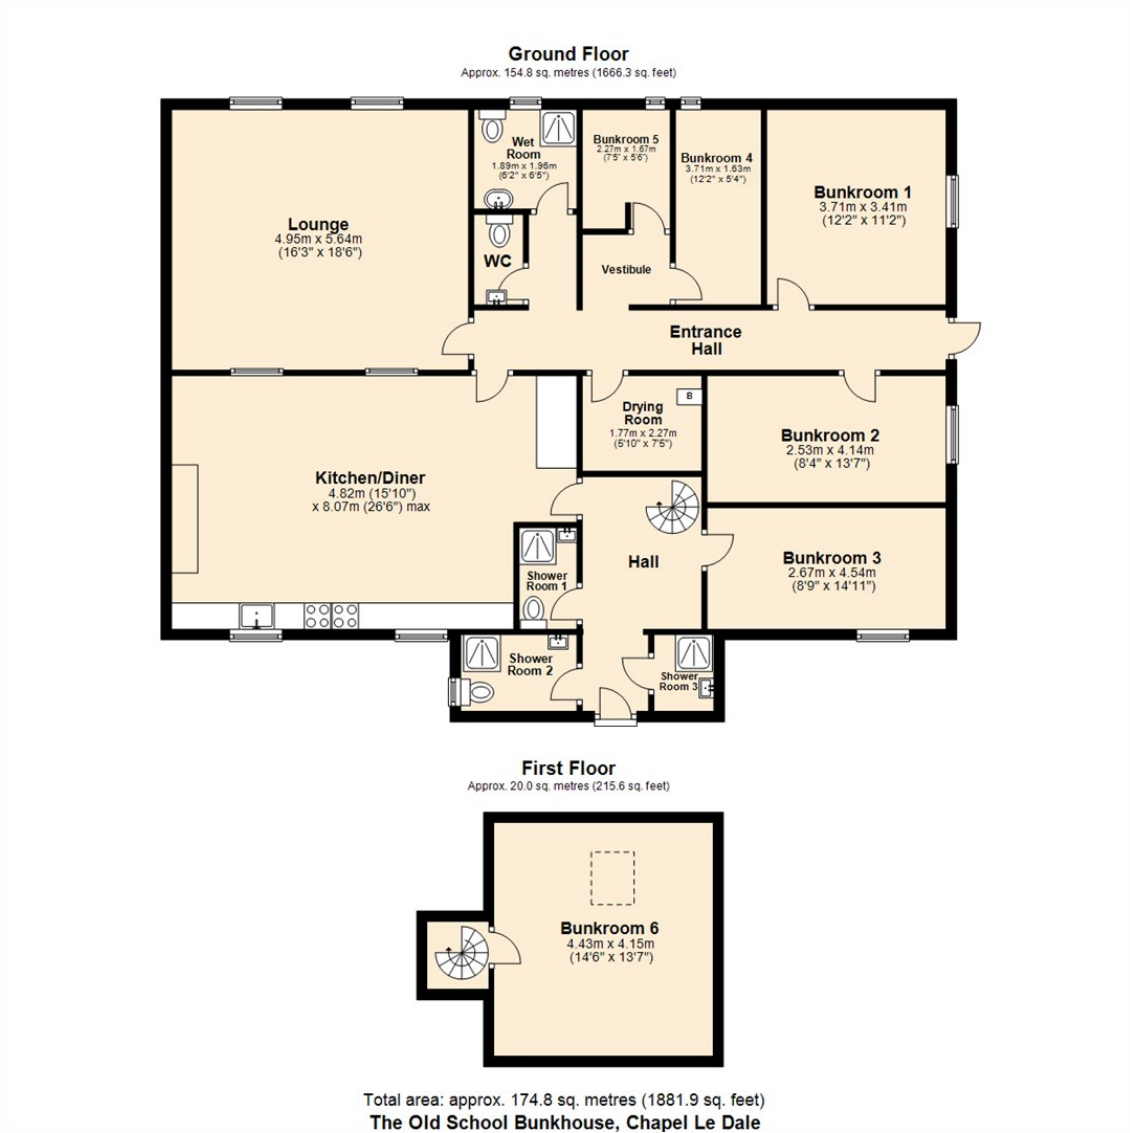 Ground Floor
Approx. 154.8 sq. metres (1666.3 sq. feet)
Lounge
4.95m x 5.64m
(16'3" x 18'6")
Wet
Room
1.89m x 1.96m
(6'2" x 6'5")
WC
Bunkroom 5
2.27m x 1.67m
(7'5" x 5'6")
Bunkroom 4
3.71m x 1.63m
(12'2" x 5'4")
Bunkroom 1
3.71m x 3.41m
(12'2" x 11'2")
Vestibule
Entrance
Hall
Kitchen/Diner
4.82m (15'10")
x 8.07m (26'6") max
Drying
Room
1.77m x 2.27m
(5'10" x 7'5")
B
Bunkroom 2
2.53m x 4.14m
(8'4" x 13'7")
Hall
Bunkroom 3
2.67m x 4.54m
(8'9" x 14'11")
Shower
Room 1
Shower
Room 2
Shower
Room 3
First Floor
Approx. 20.0 sq. metres (215.6 sq. feet)
Bunkroom 6
4.43m x 4.15m
(14'6" x 13'7")
Total area: approx. 174.8 sq. metres (1881.9 sq. feet)
The Old School Bunkhouse, Chapel Le Dale